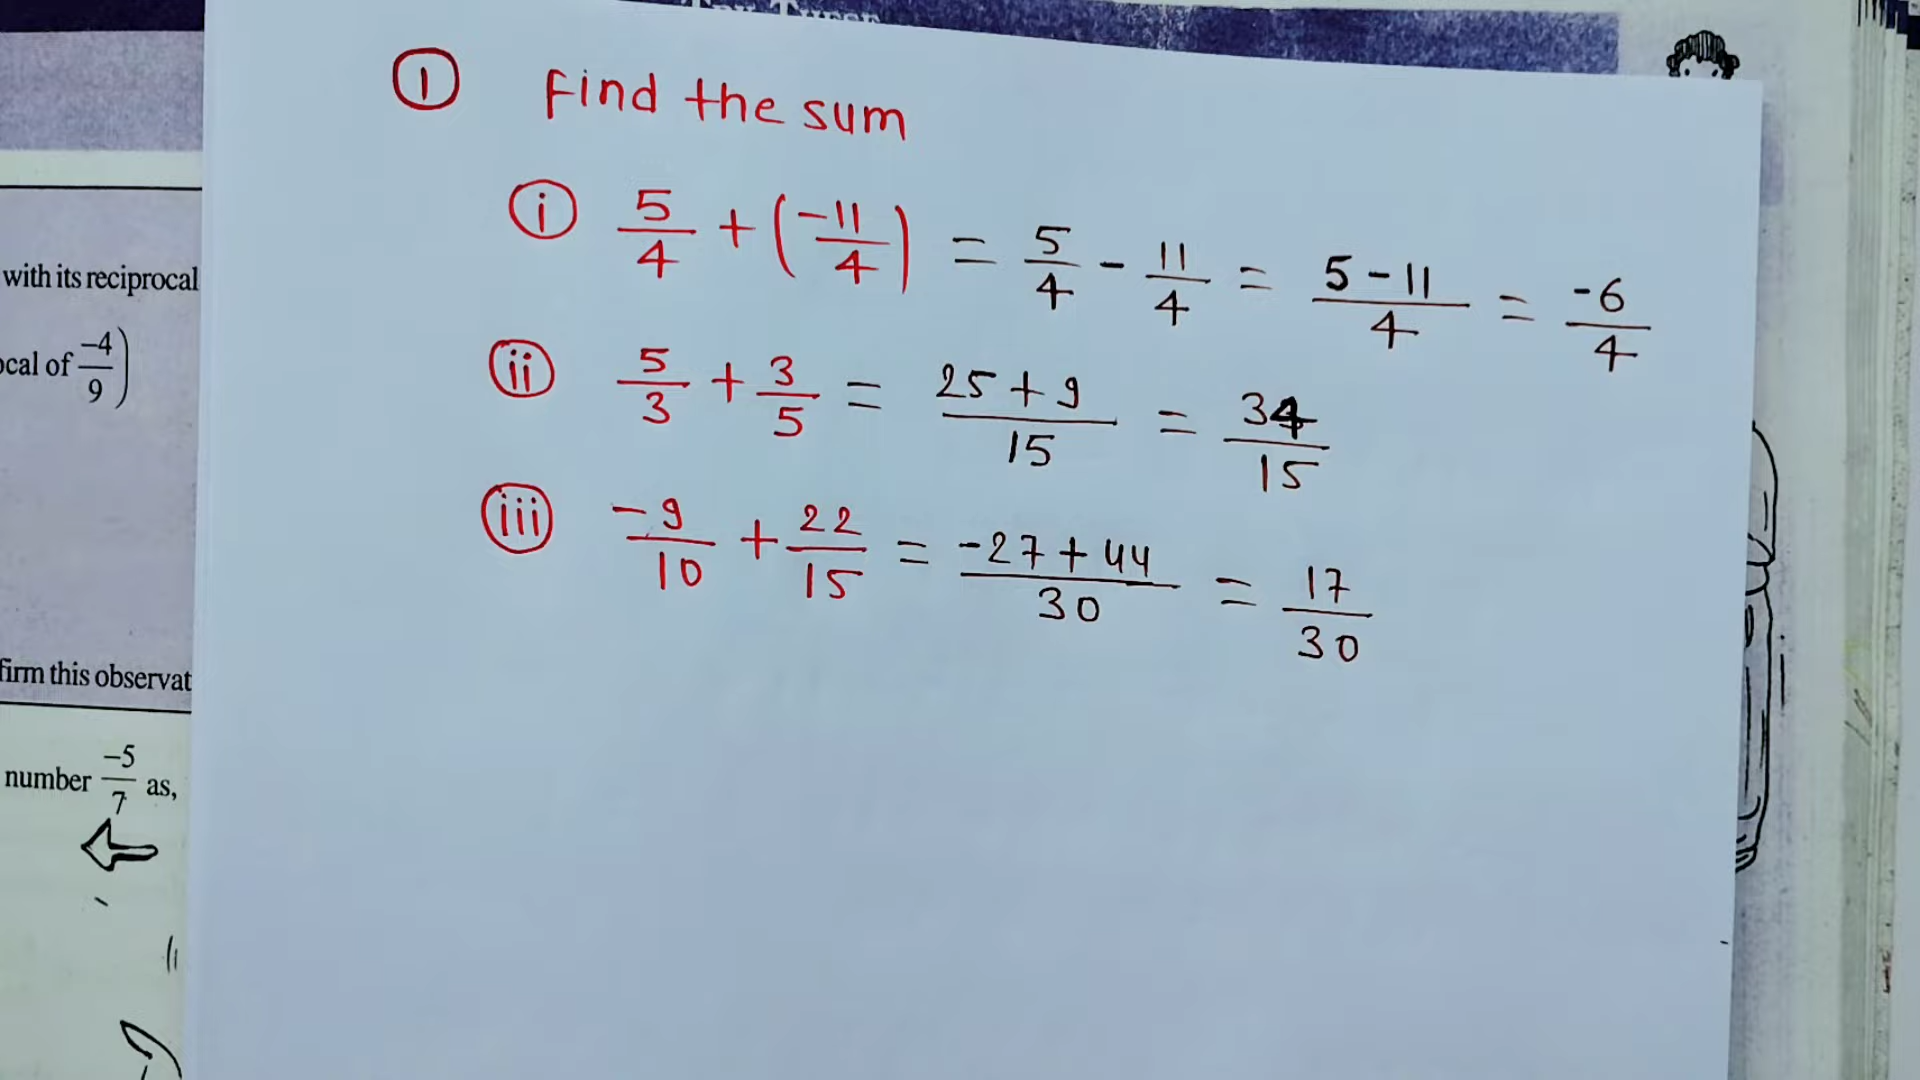 ① Find the sum
ⓘ 5/4 + (-11/4) = 5/4 - 11/4 = 5-11/4 = -6/4
ⓘⓘ 5/3 + 3/5 = 25+9/15 = 34/15
ⓘⓘⓘ -9/10 + 22/15 = -27+44/30 = 17/30
with its reciprocal
ocal of -4/9)
firm this observat
number -5/7 as,